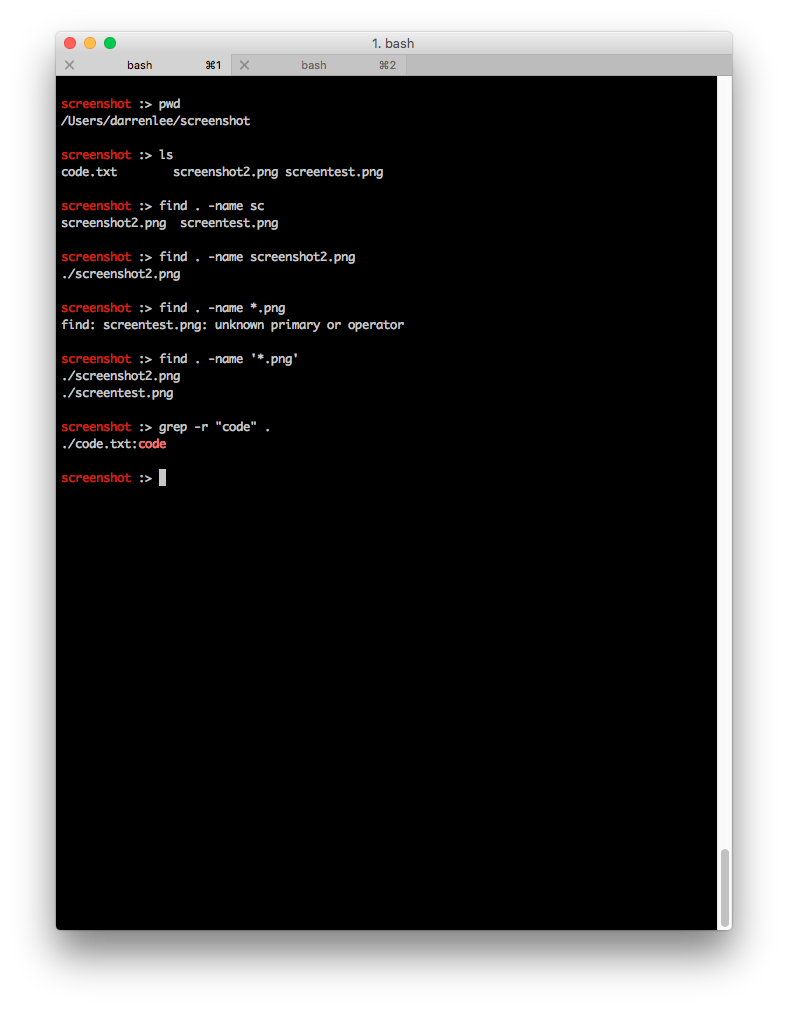 1. bash
bash ⌘1 bash ⌘2
screenshot :> pwd
/Users/darrenlee/screenshot
screenshot :> ls
code.txt        screenshot2.png screentest.png
screenshot :> find . -name sc
screenshot2.png  screentest.png
screenshot :> find . -name screenshot2.png
./screenshot2.png
screenshot :> find . -name *.png
find: screentest.png: unknown primary or operator
screenshot :> find . -name '*.png'
./screenshot2.png
./screentest.png
screenshot :> grep -r "code" .
./code.txt:code
screenshot :>